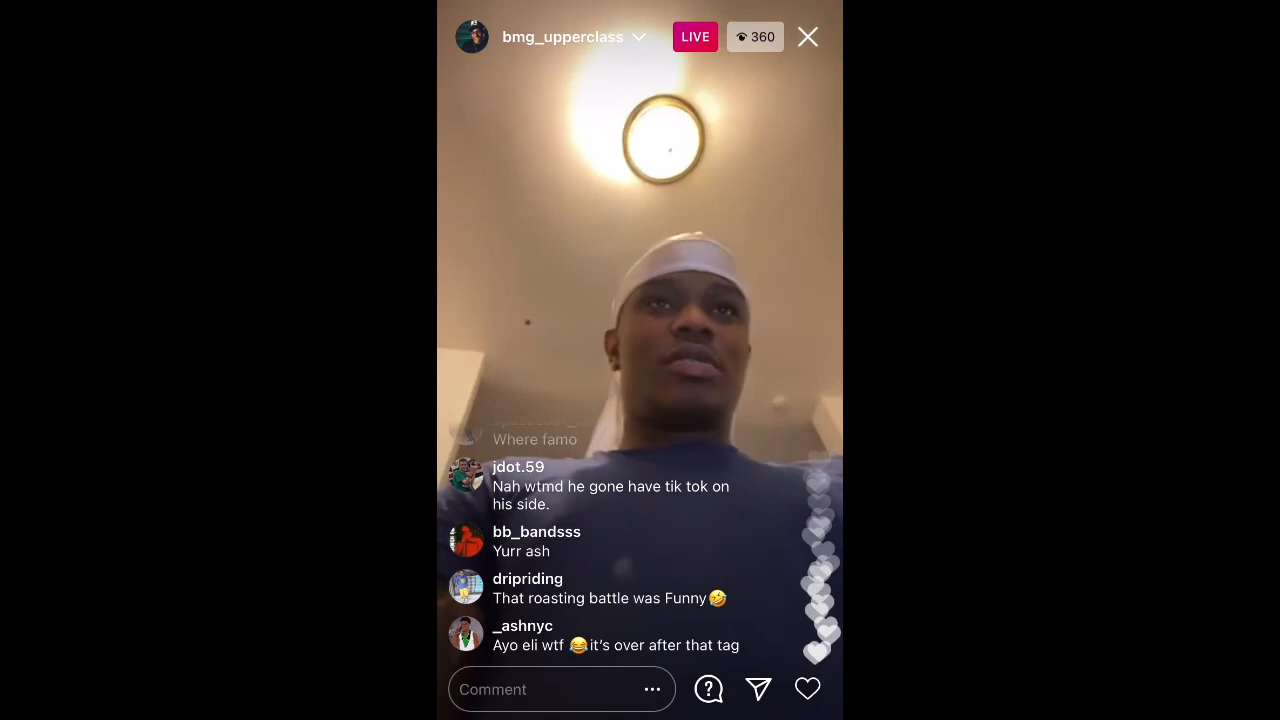 bmg_upperclass
LIVE
360
Where famo
jdot.59
Nah wtmd he gone have tik tok on
his side.
bb_bandsss
Yurr ash
dripriding
That roasting battle was Funny🤣
_ashnyc
Ayo eli wtf 😂it’s over after that tag
Comment